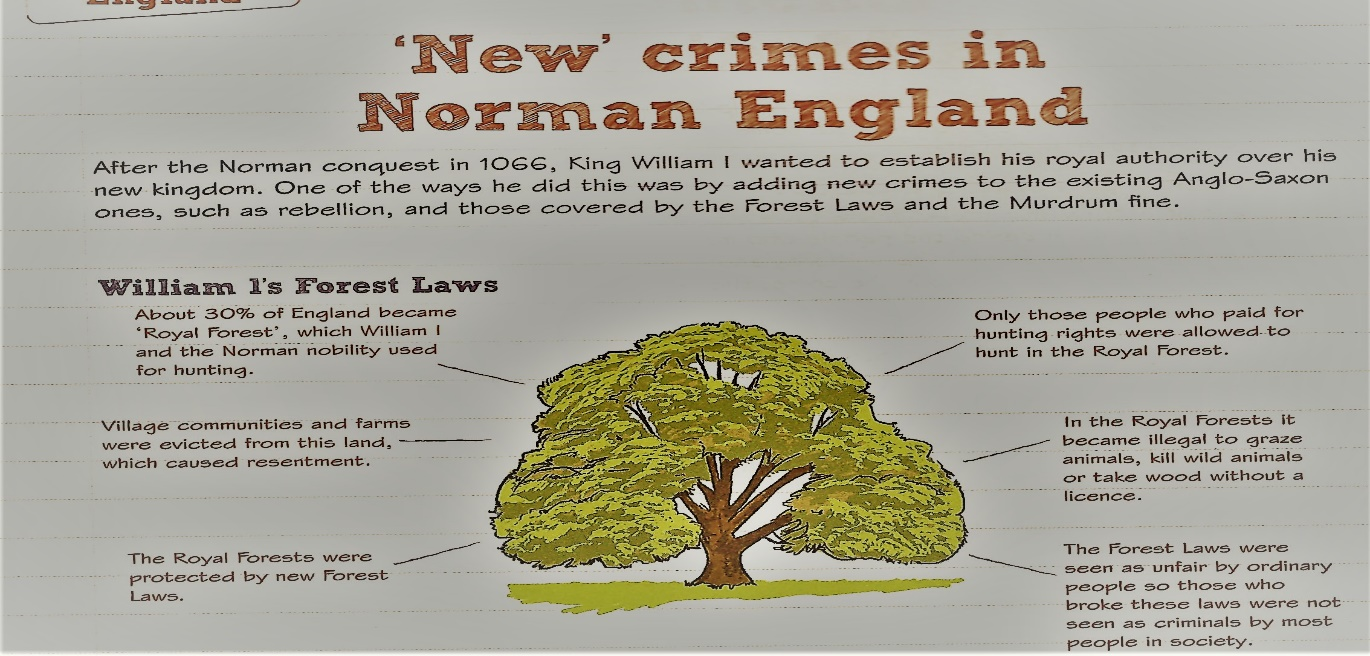 England
'New' crimes in
Norman England
After the Norman conquest in 1066, King William I wanted to establish his royal authority over his
new kingdom. One of the ways he did this was by adding new crimes to the existing Anglo-Saxon
ones, such as rebellion, and those covered by the Forest Laws and the Murdrum fine.
William I's Forest Laws
About 30% of England became
'Royal Forest', which William I
and the Norman nobility used
for hunting.
Village communities and farms
were evicted from this land,
which caused resentment.
The Royal Forests were
protected by new Forest
Laws.
Only those people who paid for
hunting rights were allowed to
hunt in the Royal Forest.
In the Royal Forests it
became illegal to graze
animals, kill wild animals
or take wood without a
licence.
The Forest Laws were
seen as unfair by ordinary
people so those who
broke these laws were not
seen as criminals by most
people in society.